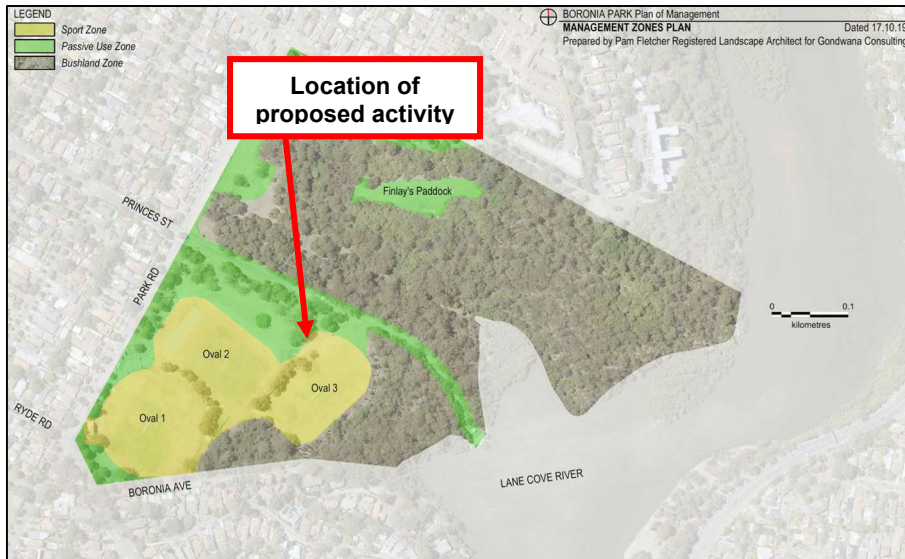 LEGEND
Sport Zone
Passive Use Zone
Bushland Zone
BORONIA PARK Plan of Management
MANAGEMENT ZONES PLAN Dated 17.10.19
Prepared by Pam Fletcher Registered Landscape Architect for Gondwana Consulting
Location of
proposed activity
Finlay's Paddock
PRINCES ST
PARK RD
0 0.1
kilometres
Oval 2
Oval 3
Oval 1
RYDE RD
BORONIA AVE
LANE COVE RIVER